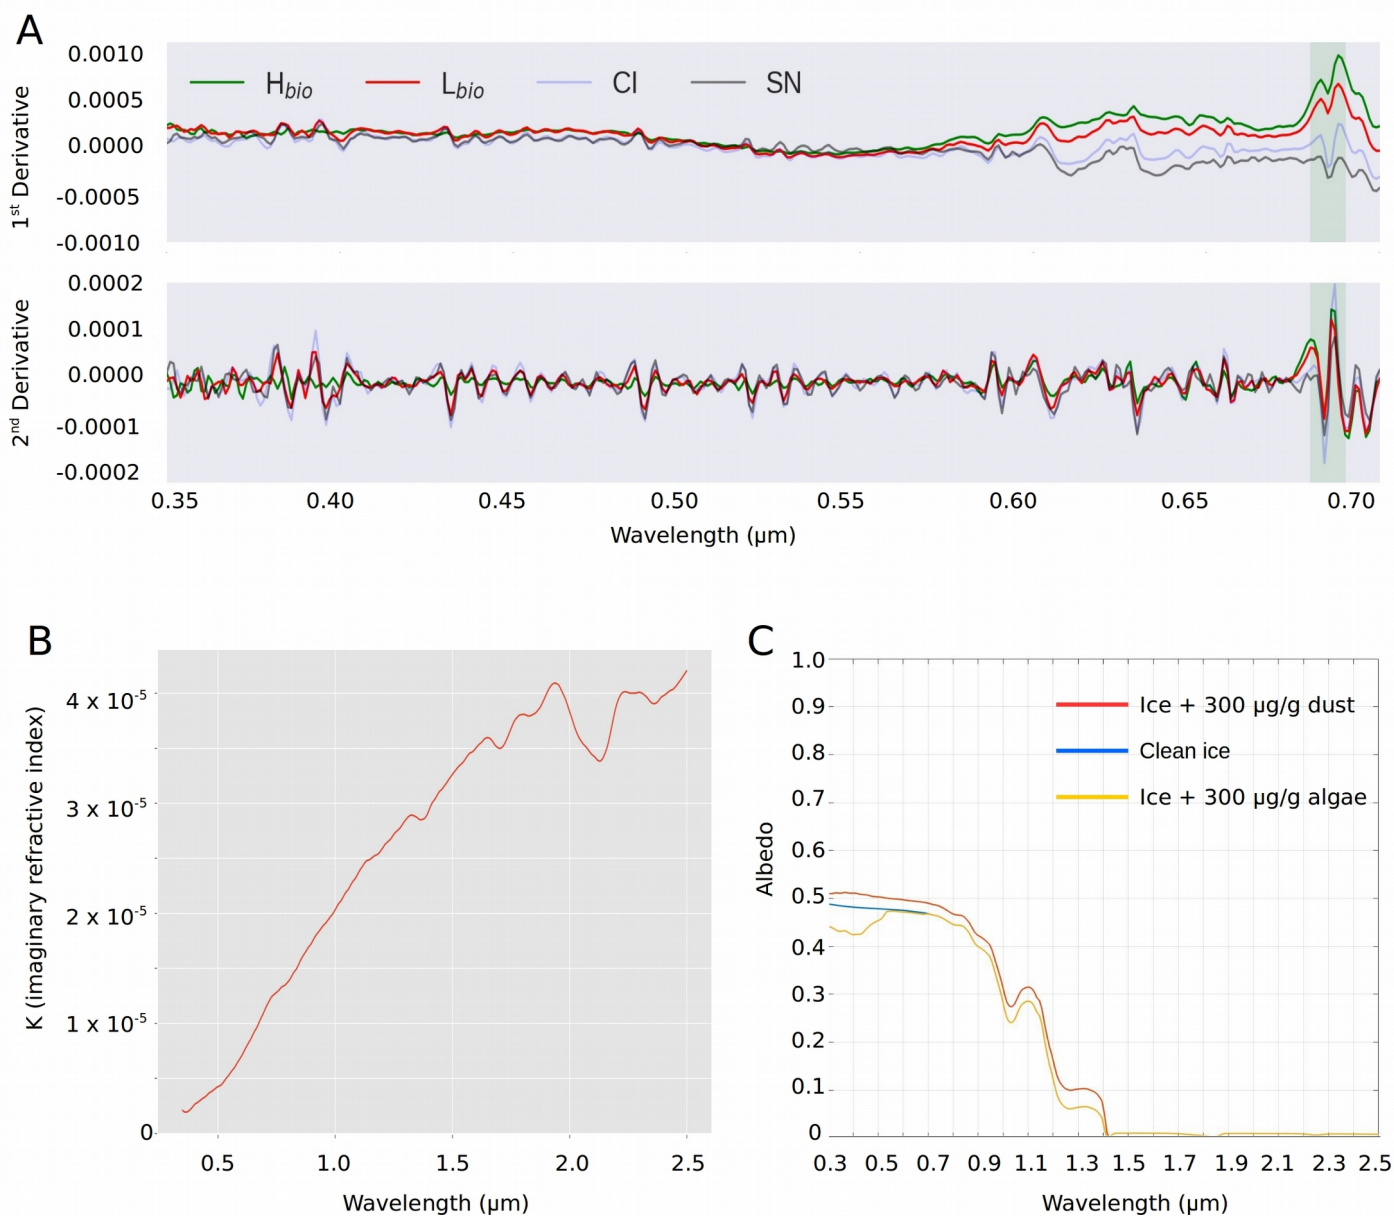 A
1st Derivative
0.0010
0.0005
0.0000
-0.0005
-0.0010
Hbio
Lbio
CI
SN
2nd Derivative
0.0002
0.0001
0.0000
-0.0001
-0.0002
0.35 0.40 0.45 0.50 0.55 0.60 0.65 0.70
Wavelength (µm)
B
K (imaginary refractive index)
4 x 10-5
3 x 10-5
2 x 10-5
1 x 10-5
0
0.5 1.0 1.5 2.0 2.5
Wavelength (µm)
C
Albedo
1.0
0.9
0.8
0.7
0.6
0.5
0.4
0.3
0.2
0.1
0
Ice + 300 µg/g dust
Clean ice
Ice + 300 µg/g algae
0.3 0.5 0.7 0.9 1.1 1.3 1.5 1.7 1.9 2.1 2.3 2.5
Wavelength (µm)